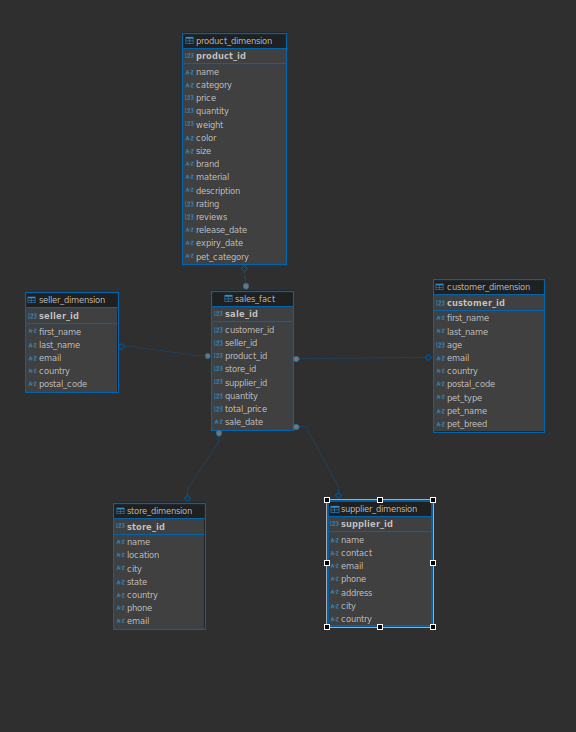 product_dimension
123 product_id
A-Z name
A-Z category
123 price
123 quantity
123 weight
A-Z color
A-Z size
A-Z brand
A-Z material
A-Z description
123 rating
123 reviews
A-Z release_date
A-Z expiry_date
A-Z pet_category
seller_dimension
123 seller_id
A-Z first_name
A-Z last_name
A-Z email
A-Z country
A-Z postal_code
sales_fact
123 sale_id
123 customer_id
123 seller_id
123 product_id
123 store_id
123 supplier_id
123 quantity
123 total_price
A-Z sale_date
customer_dimension
123 customer_id
A-Z first_name
A-Z last_name
123 age
A-Z email
A-Z country
A-Z postal_code
A-Z pet_type
A-Z pet_name
A-Z pet_breed
store_dimension
123 store_id
A-Z name
A-Z location
A-Z city
A-Z state
A-Z country
A-Z phone
A-Z email
supplier_dimension
123 supplier_id
A-Z name
A-Z contact
A-Z email
A-Z phone
A-Z address
A-Z city
A-Z country